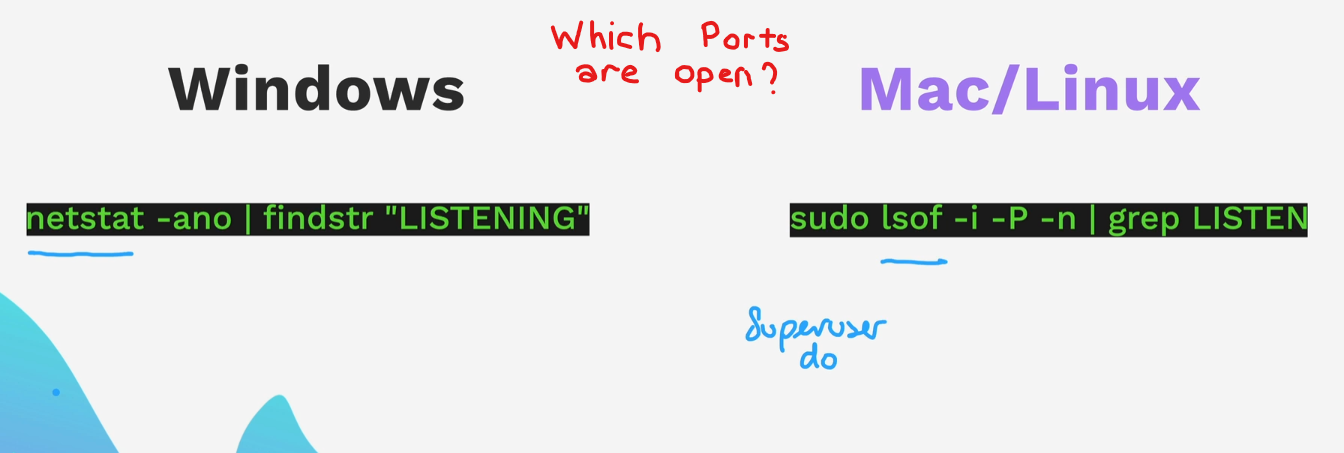 Which Ports
are open?
Windows
Mac/Linux
netstat -ano | findstr "LISTENING"
sudo lsof -i -P -n | grep LISTEN
Superuser
do